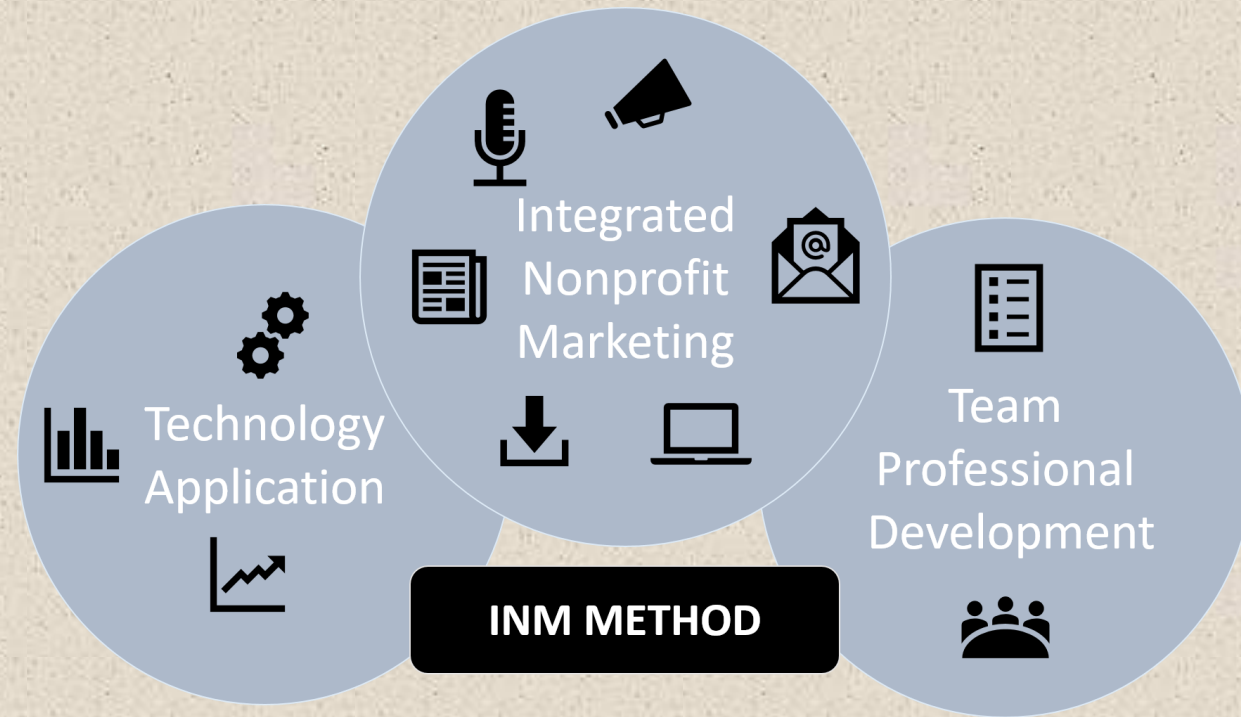 Integrated
Nonprofit
Marketing
@
Technology
Application
Team
Professional
Development
INM METHOD